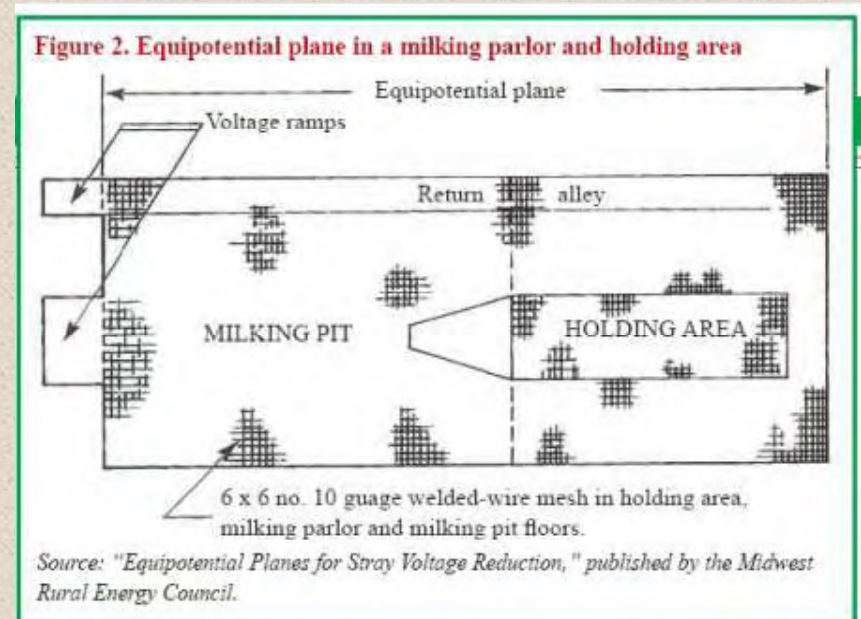 Figure 2. Equipotential plane in a milking parlor and holding area
Equipotential plane
Voltage ramps
Return alley
MILKING PIT
HOLDING AREA
6 x 6 no. 10 guage welded-wire mesh in holding area,
milking parlor and milking pit floors.
Source: "Equipotential Planes for Stray Voltage Reduction," published by the Midwest
Rural Energy Council.